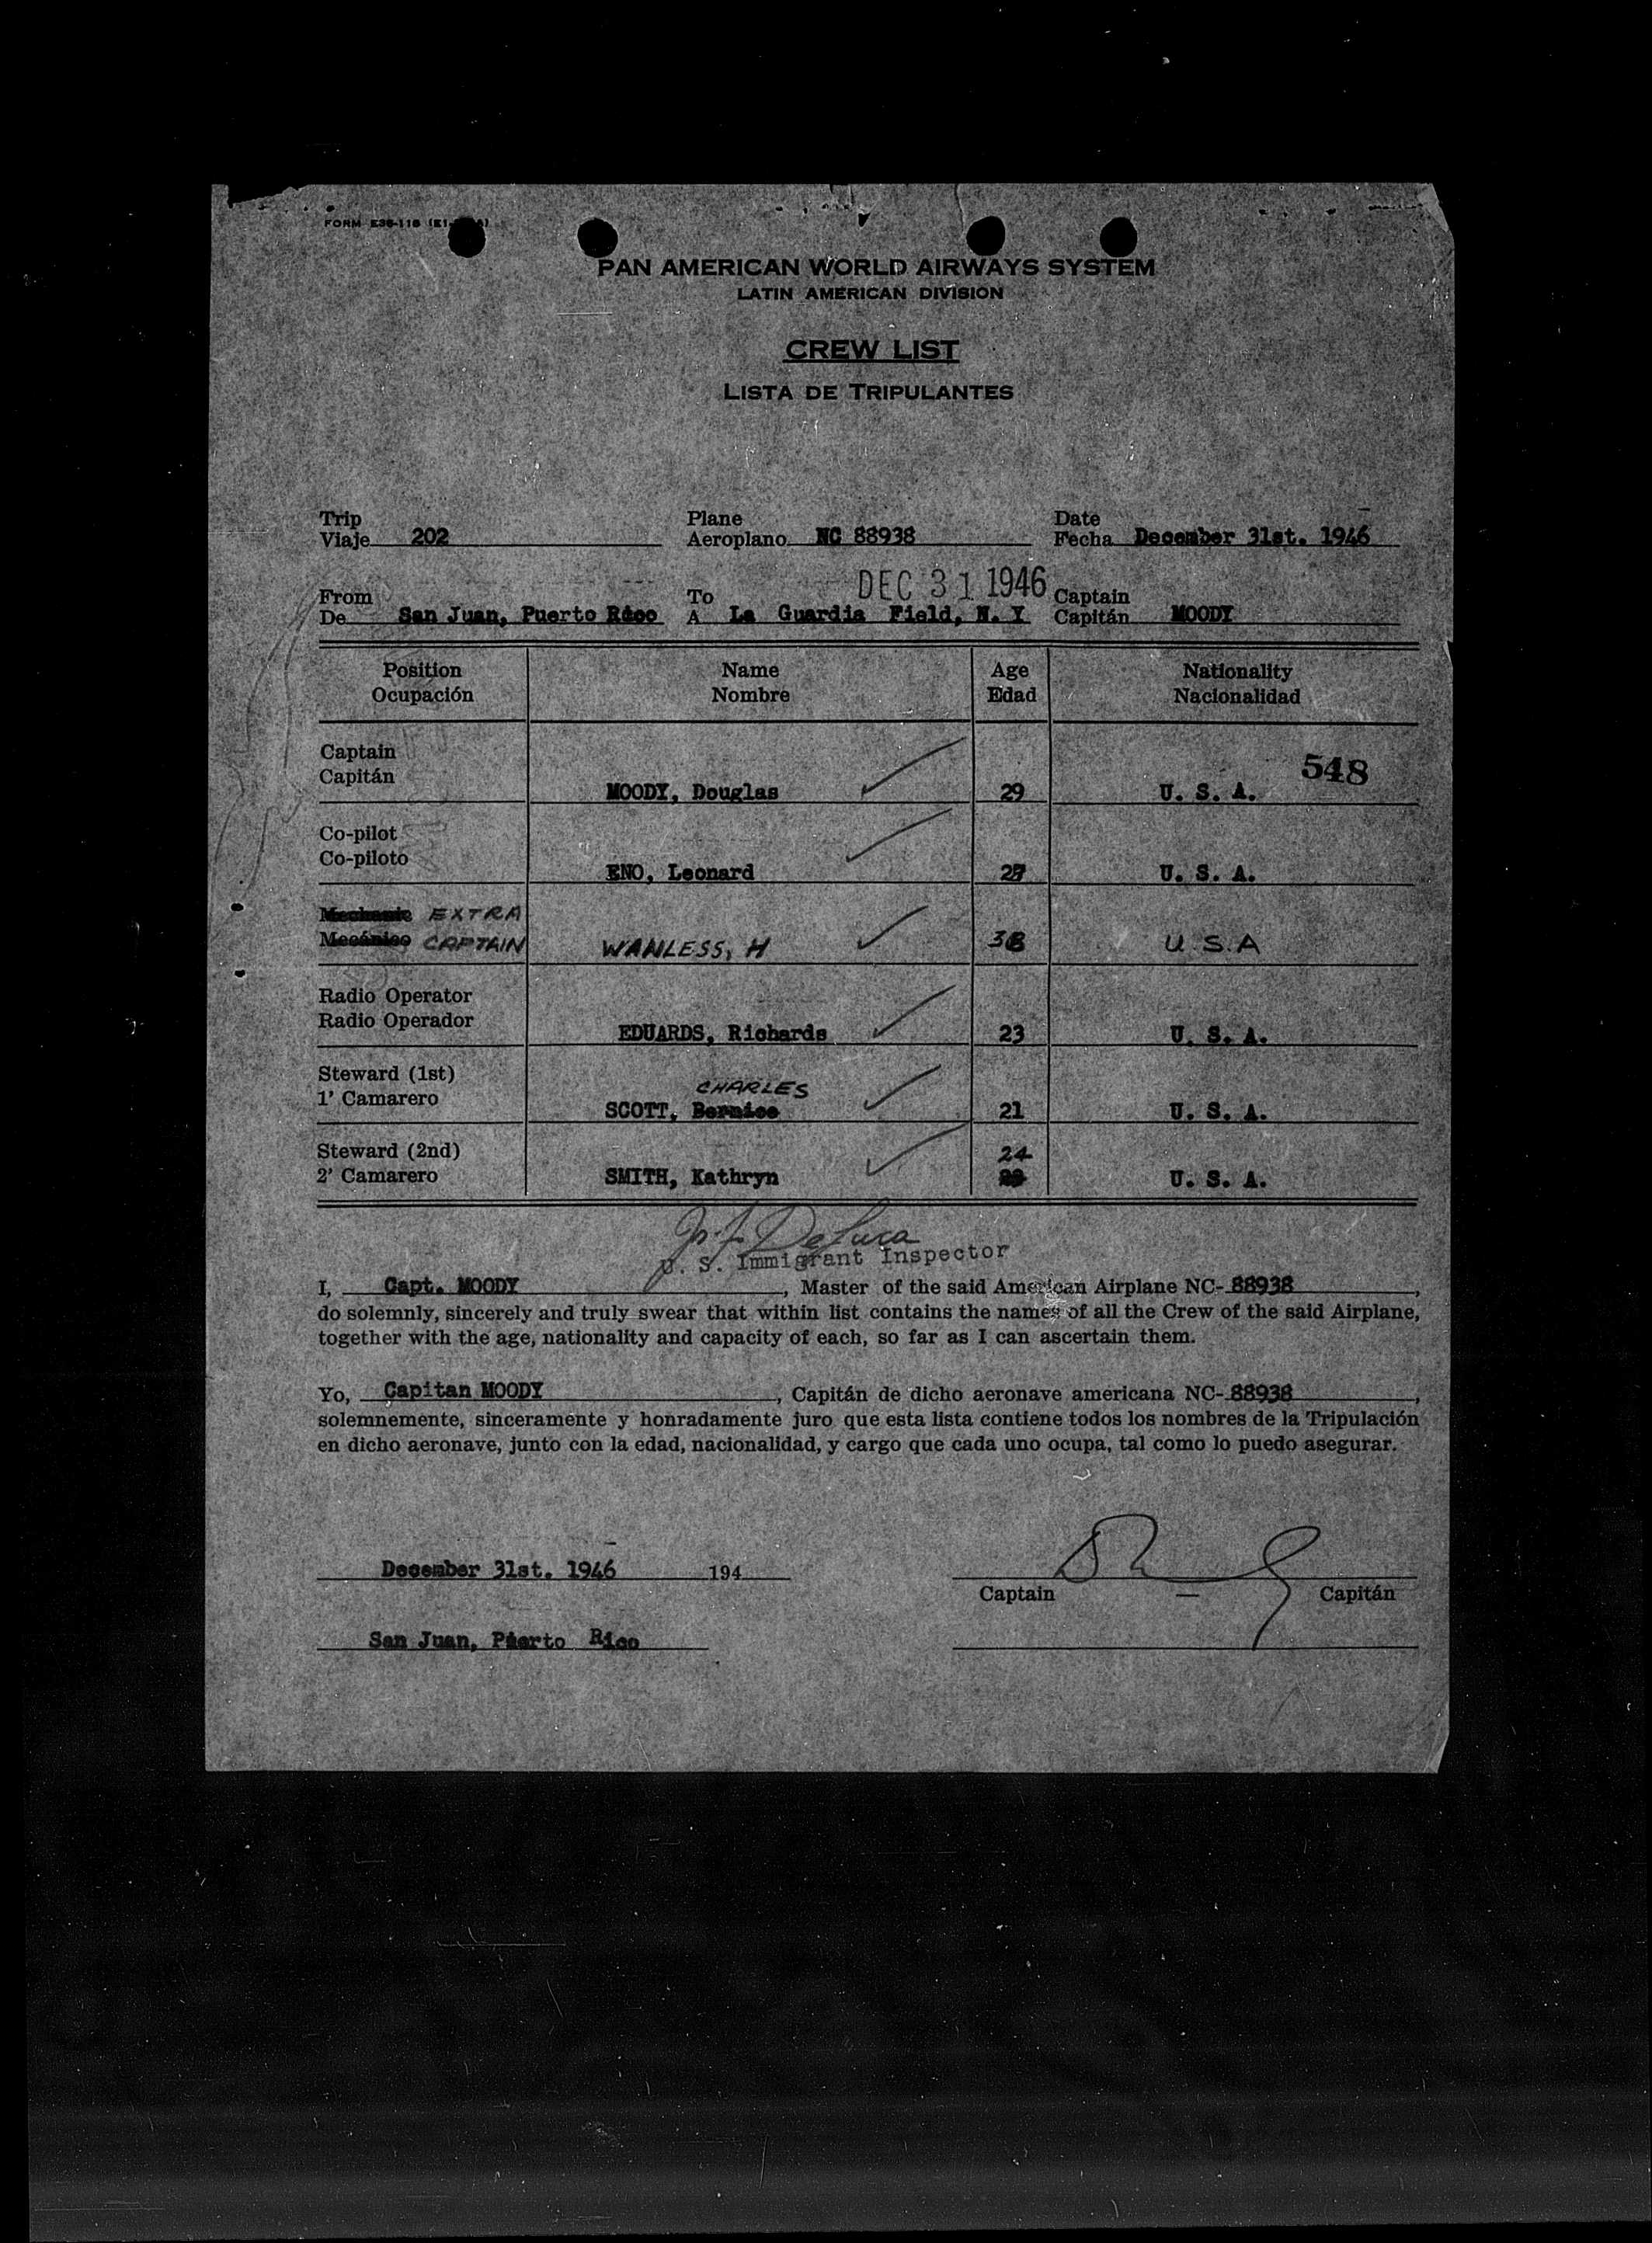 FORM E36-118 (E1-
PAN AMERICAN WORLD AIRWAYS SYSTEM
LATIN AMERICAN DIVISION
CREW LIST
LISTA DE TRIPULANTES
Trip Plane Date
Viaje 202 Aeroplano NC 88938 Fecha December 31st. 1946
DEC 31 1946
From To Captain
De San Juan, Puerto Rico A La Guardia Field, N. Y Capitán MOODY
Position Name Age Nationality
Ocupación Nombre Edad Nacionalidad
548
Captain
Capitán MOODY, Douglas 29 U. S. A.
Co-pilot
Co-piloto ENO, Leonard U. S. A.
Mechanic EXTRA
Mecánico CAPTAIN WANLESS, H U S. A
Radio Operator
Radio Operador EDUARDS, Richards 23 U. S. A.
Steward (1st) CHARLES
1' Camarero SCOTT, Bernice 21 U. S. A.
Steward (2nd) 24
2' Camarero SMITH, Kathryn U. S. A.
DeLuca
U. S. Immigrant Inspector
I, Capt. MOODY, Master of the said American Airplane NC-88938,
do solemnly, sincerely and truly swear that within list contains the names of all the Crew of the said Airplane,
together with the age, nationality and capacity of each, so far as I can ascertain them.
Yo, Capitan MOODY, Capitán de dicho aeronave americana NC-88938,
solemnemente, sinceramente y honradamente juro que esta lista contiene todos los nombres de la Tripulación
en dicho aeronave, junto con la edad, nacionalidad, y cargo que cada uno ocupa, tal como lo puedo asegurar.
December 31st. 1946 194
Captain Capitán
San Juan, Puerto Rico